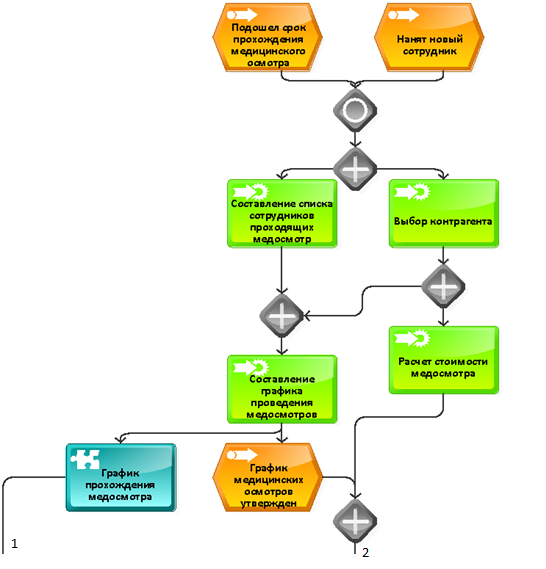 Подошел срок
прохождения
медицинского
осмотра
Нанят новый
сотрудник
Составление списка
сотрудников
проходящих
медосмотр
Выбор контрагента
Расчет стоимости
медосмотра
Составление
графика
проведения
медосмотров
График
прохождения
медосмотра
График
медицинских
осмотров
утвержден
1
2